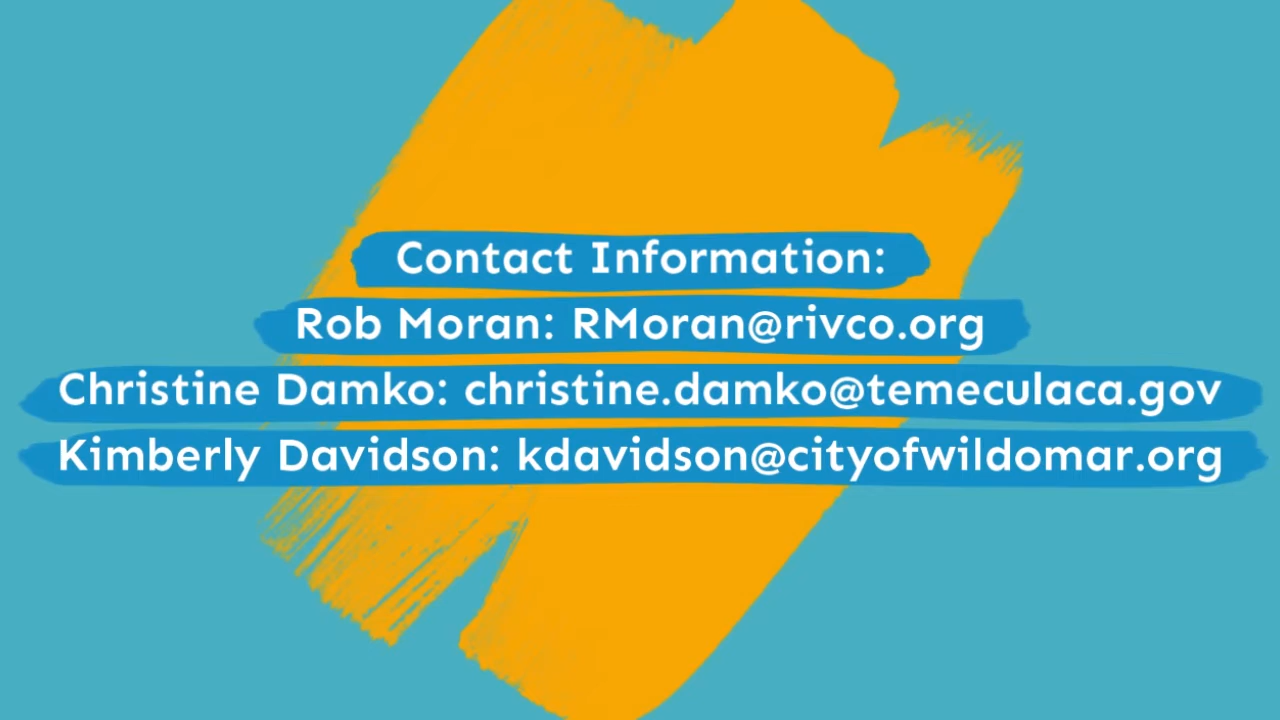 Contact Information:
Rob Moran: RMoran@rivco.org
Christine Damko: christine.damko@temeculaca.gov
Kimberly Davidson: kdavidson@cityofwildomar.org